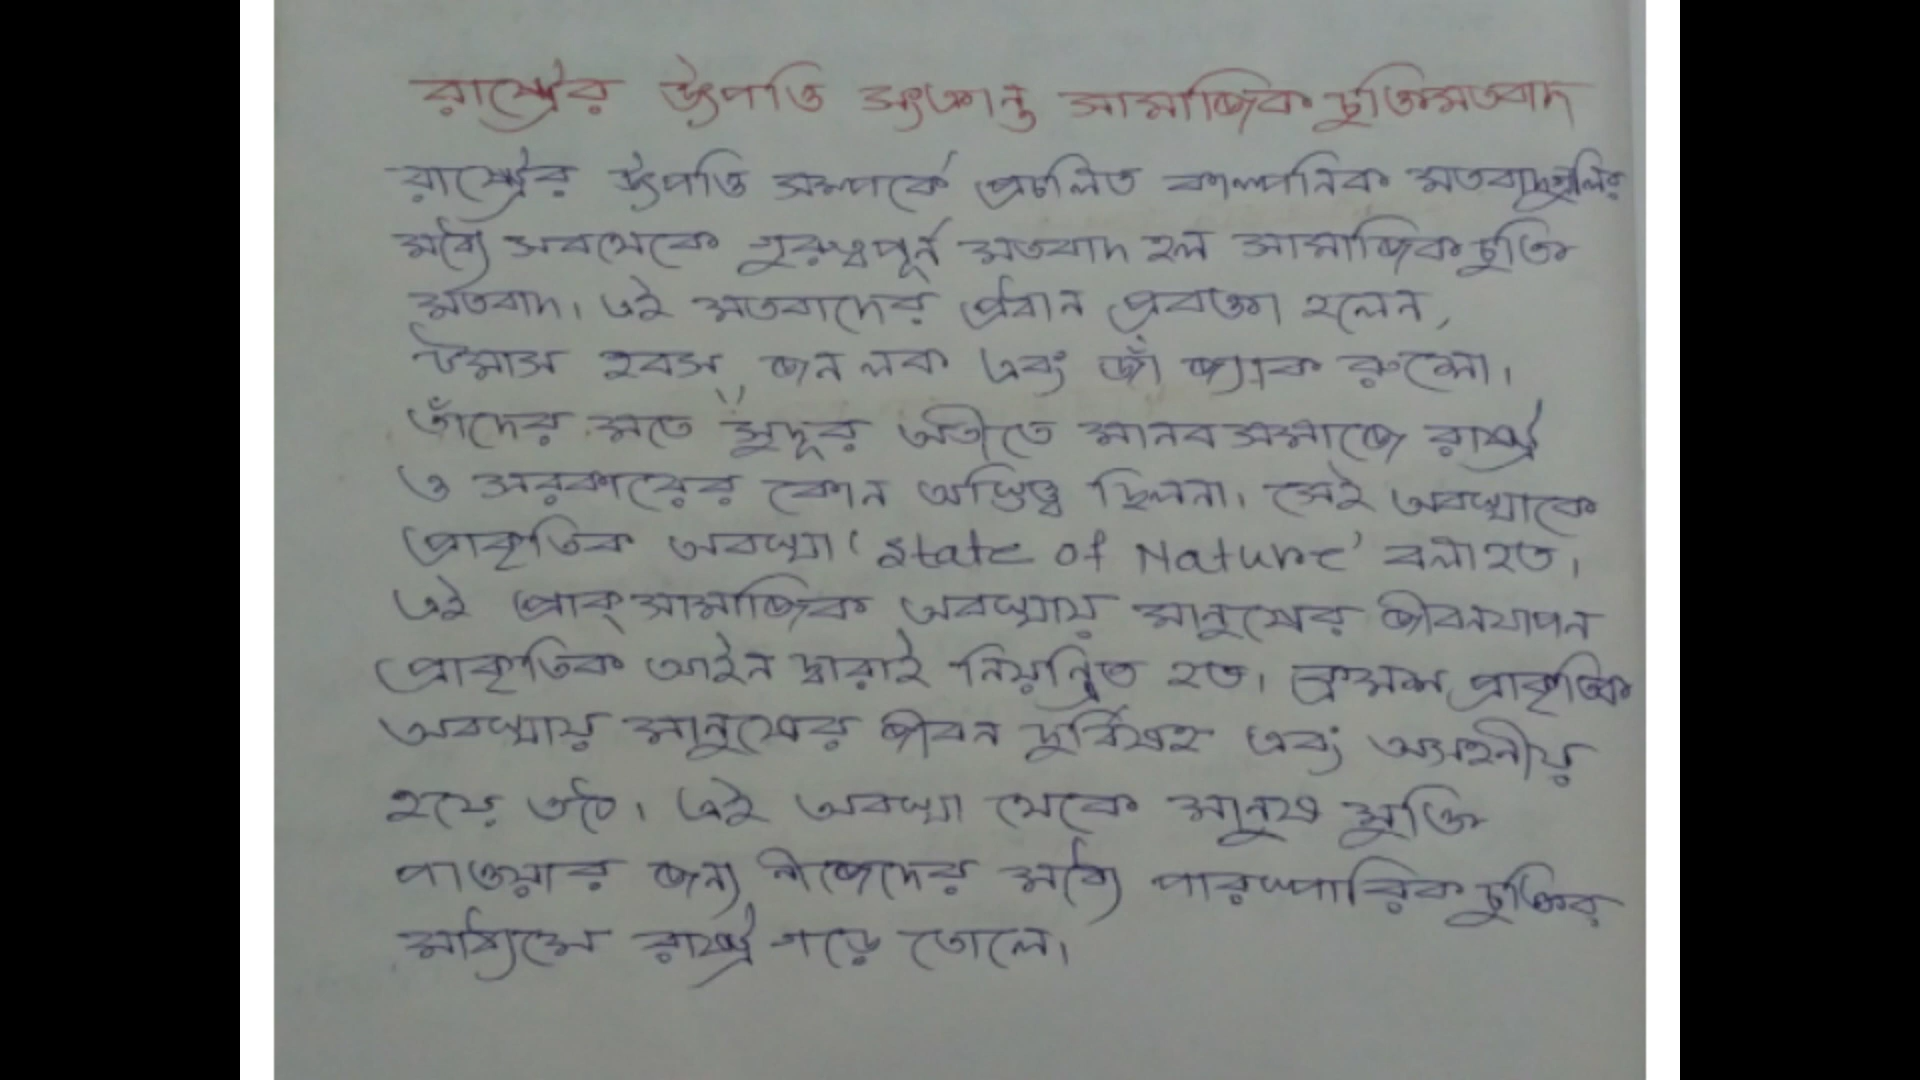 রাষ্ট্রের উৎপত্তি সংক্রান্ত সামাজিক চুক্তি মতবাদ
রাষ্ট্রের উৎপত্তি সম্পর্কে প্রচলিত কাল্পনিক মতবাদগুলির
মধ্যে সবথেকে গুরুত্বপূর্ণ মতবাদ হল সামাজিক চুক্তি
মতবাদ। এই মতবাদের প্রধান প্রবক্তা হলেন,
টমাস হবস, জন লক এবং জাঁ জ্যাক রুশো।
তাঁদের মতে সুদূর অতীতে মানব সমাজে রাষ্ট্র
ও সরকারের কোন অস্তিত্ব ছিলনা। সেই অবস্থাকে
প্রাকৃতিক অবস্থা 'State of Nature' বলা হত।
এই প্রাক্ সামাজিক অবস্থায় মানুষের জীবনযাপন
প্রাকৃতিক আইন দ্বারাই নিয়ন্ত্রিত হত। ক্রমশ প্রাকৃতিক
অবস্থায় মানুষের জীবন দুর্বিষহ এবং অসহনীয়
হয়ে ওঠে। এই অবস্থা থেকে মানুষ মুক্তি
পাওয়ার জন্য নীজেদের মধ্যে পারস্পারিক চুক্তির
মাধ্যমে রাষ্ট্র গড়ে তোলে।